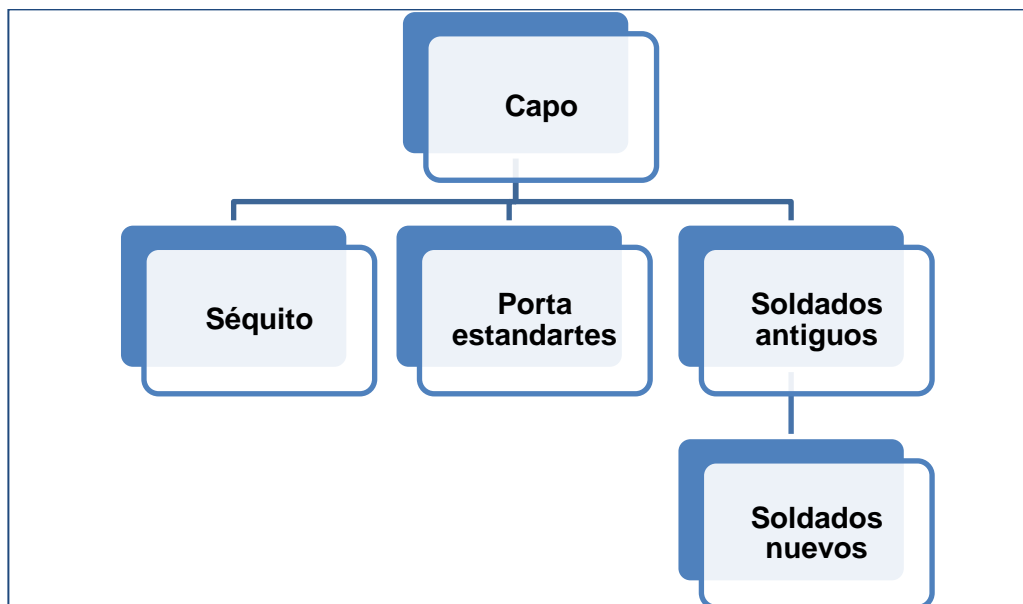 Capo
Séquito
Porta
estandartes
Soldados
antiguos
Soldados
nuevos